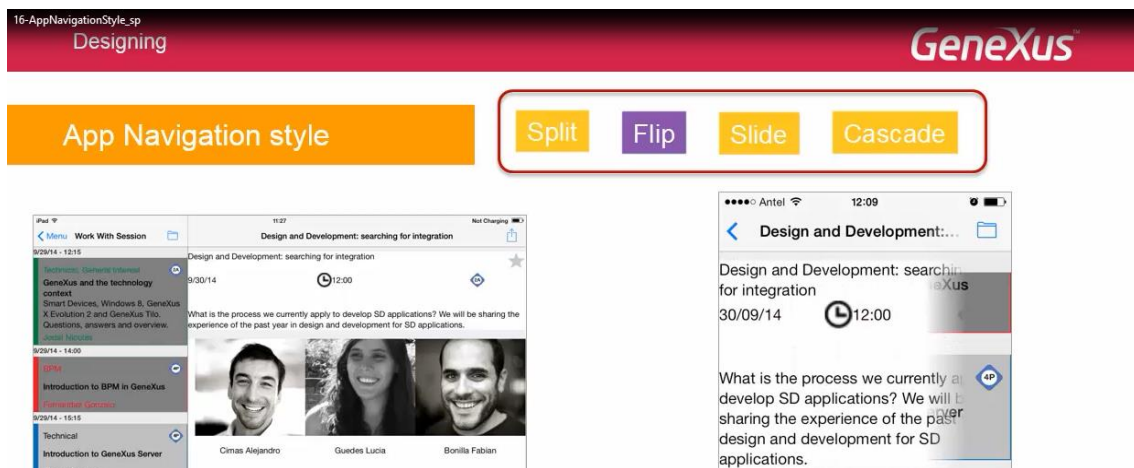 16-AppNavigationStyle_sp
Designing
GeneXus™
App Navigation style
Split
Flip
Slide
Cascade
iPad
11:27
Not Charging
Menu
Work With Session
Design and Development: searching for integration
9/29/14 - 12:15
Technical, General Interest
2A
GeneXus and the technology
context
Smart Devices, Windows 8, GeneXus
X Evolution 2 and GeneXus Tilo.
Questions, answers and overview.
9/29/14 - 14:00
BPM
4P
Introduction to BPM in GeneXus
9/29/14 - 15:15
Technical
4P
Introduction to GeneXus Server
Design and Development: searching for integration
9/30/14
12:00
2A
What is the process we currently apply to develop SD applications? We will be sharing the
experience of the past year in design and development for SD applications.
Cimas Alejandro
Guedes Lucia
Bonilla Fabian
Antel
12:09
Design and Development:...
Design and Development: searchin
for integration
eXus
30/09/14
12:00
What is the process we currently a
4P
develop SD applications? We will b
sharing the experience of the past
rver
design and development for SD
applications.